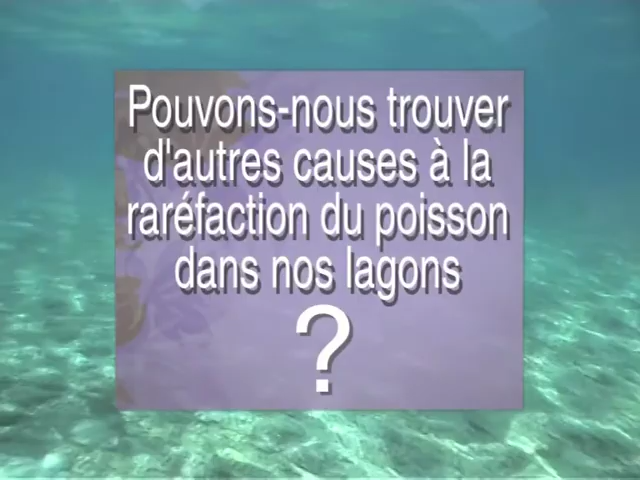 Pouvons-nous trouver
d'autres causes à la
raréfaction du poisson
dans nos lagons
?